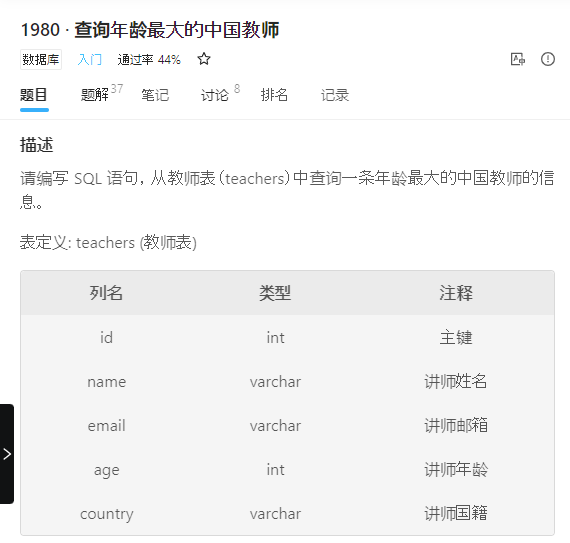 1980 · 查询年龄最大的中国教师
数据库 入门 通过率 44%
题目 题解 37 笔记 讨论 8 排名 记录
描述
请编写 SQL 语句，从教师表（teachers）中查询一条年龄最大的中国教师的信
息。
表定义: teachers (教师表)
列名 类型 注释
id int 主键
name varchar 讲师姓名
email varchar 讲师邮箱
age int 讲师年龄
country varchar 讲师国籍